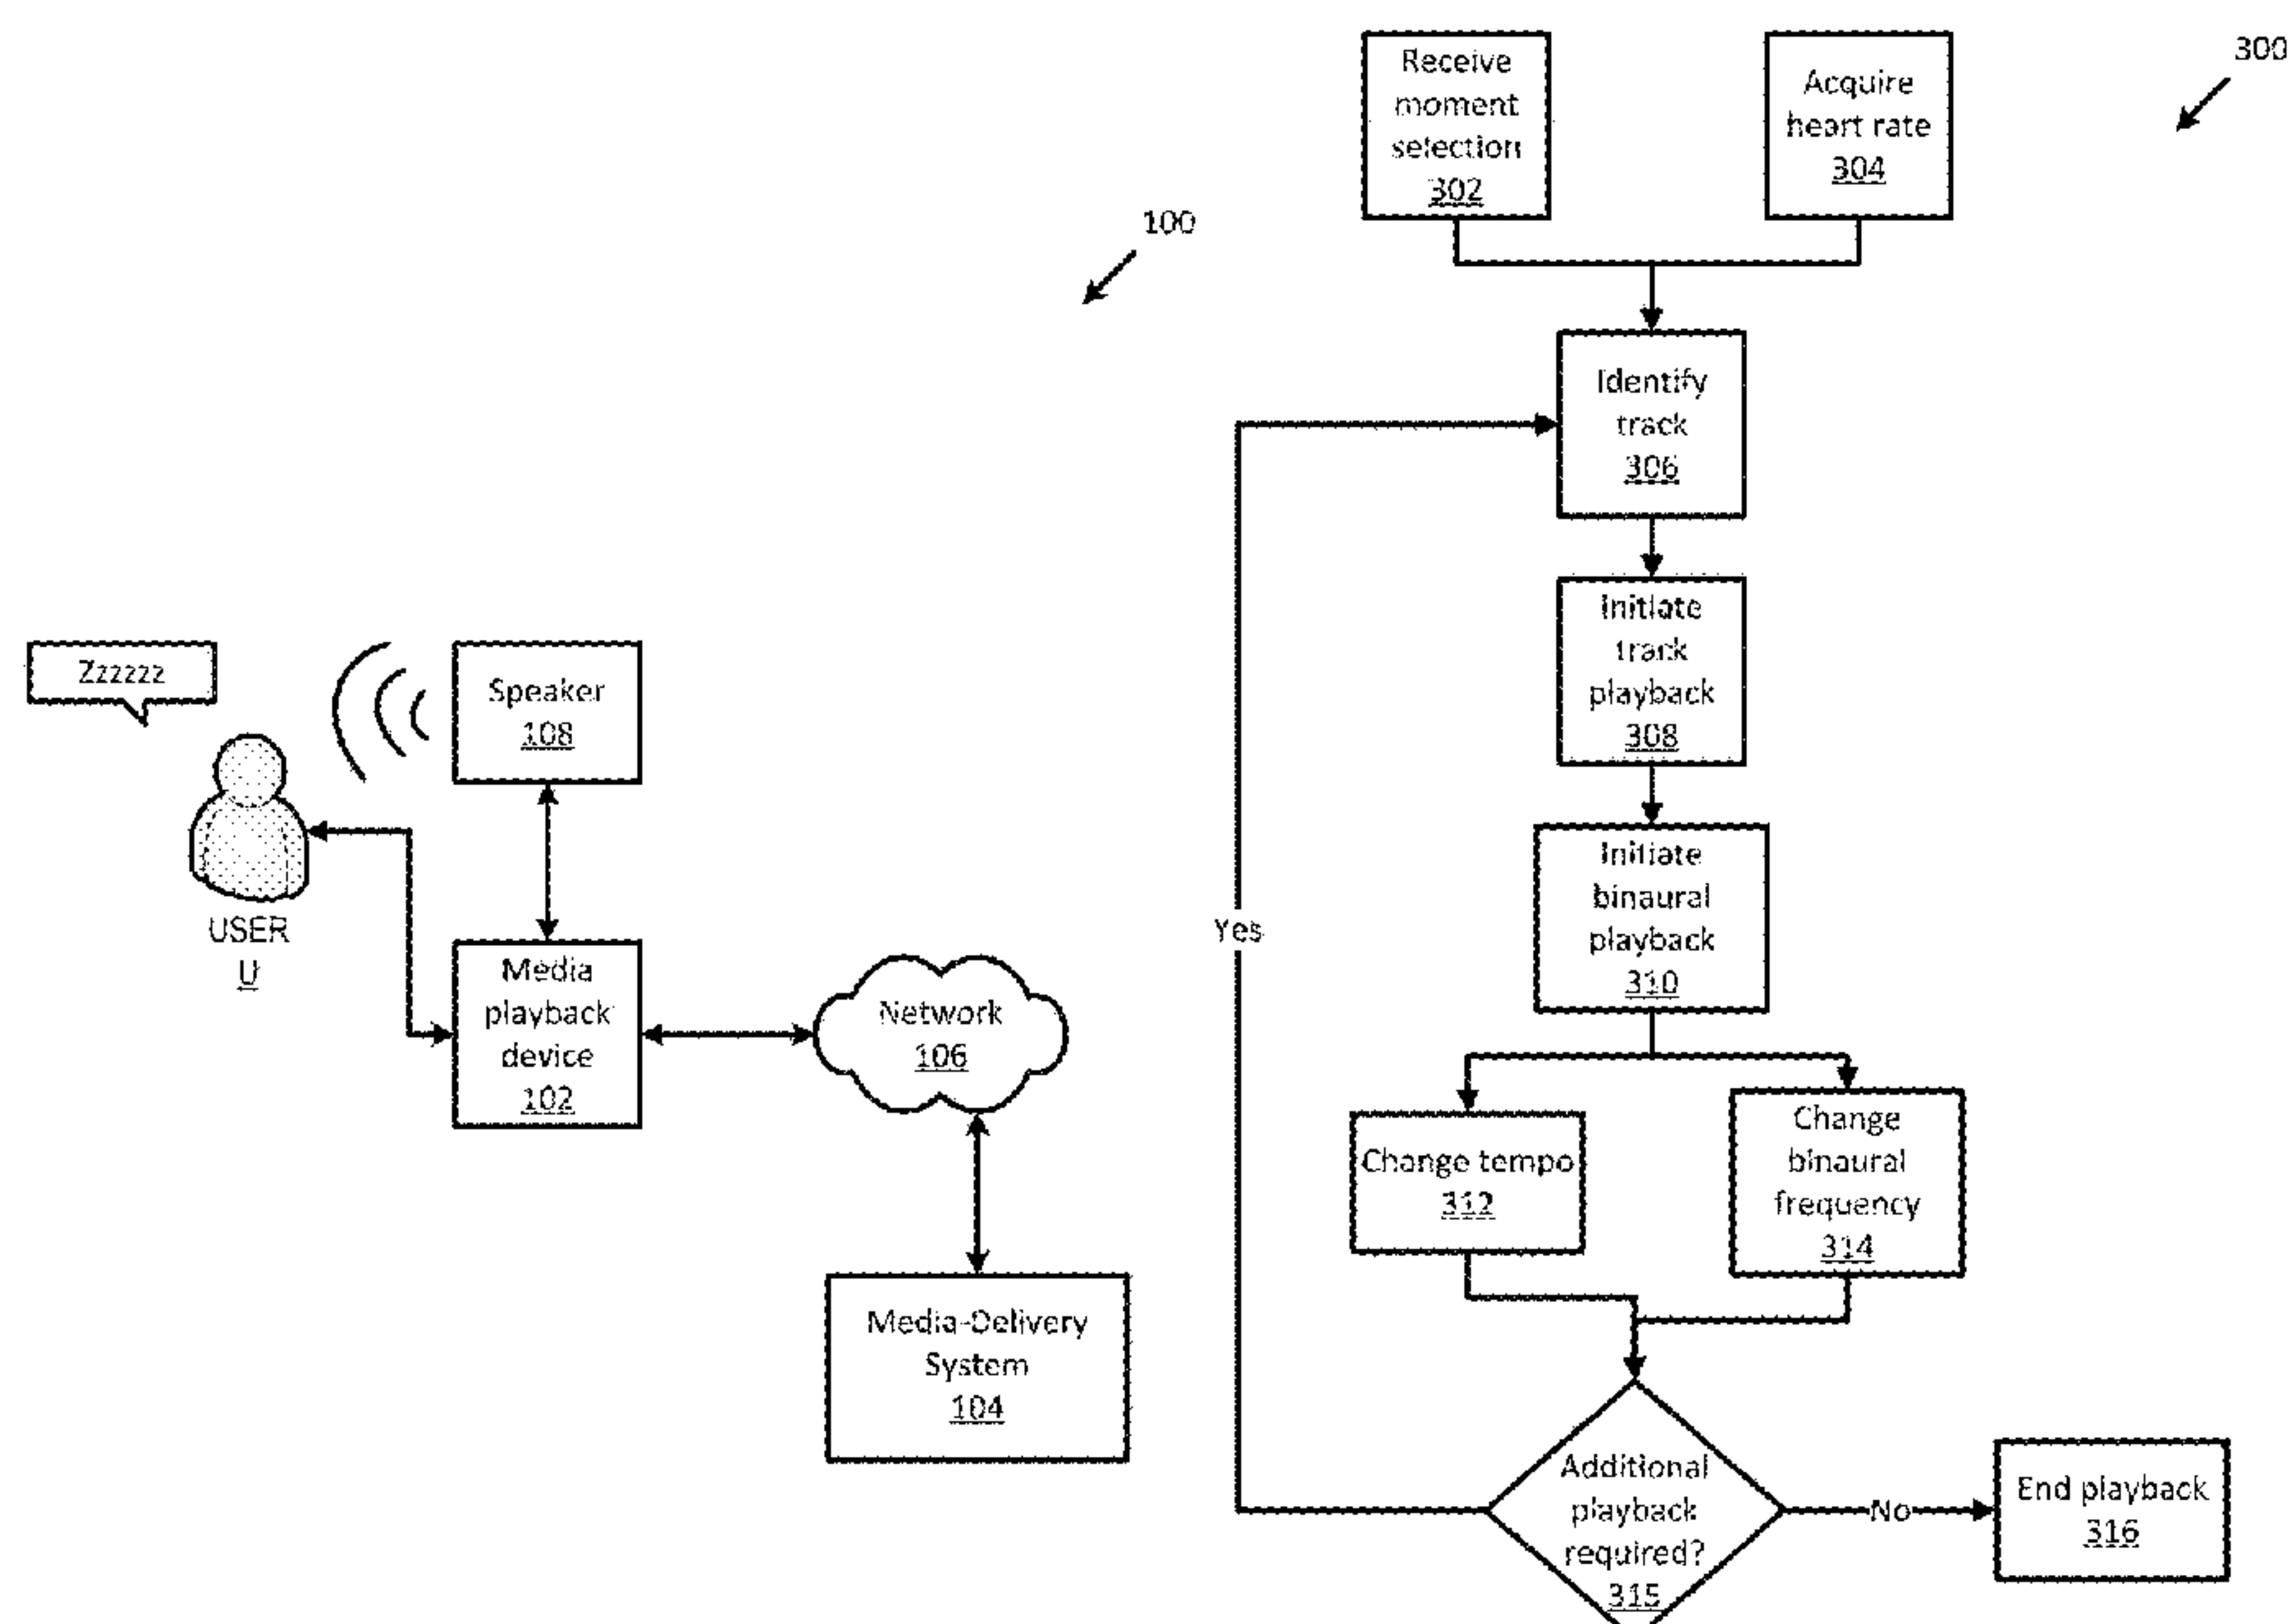 100
Zzzzzz
Speaker
108
USER
U
Media
playback
device
102
Network
106
Media-Delivery
System
104
300
Receive
moment
selection
302
Acquire
heart rate
304
Identify
track
306
Initiate
track
playback
308
Initiate
binaural
playback
310
Yes
Change tempo
312
Change
binaural
frequency
314
Additional
playback
required?
315
No
End playback
316